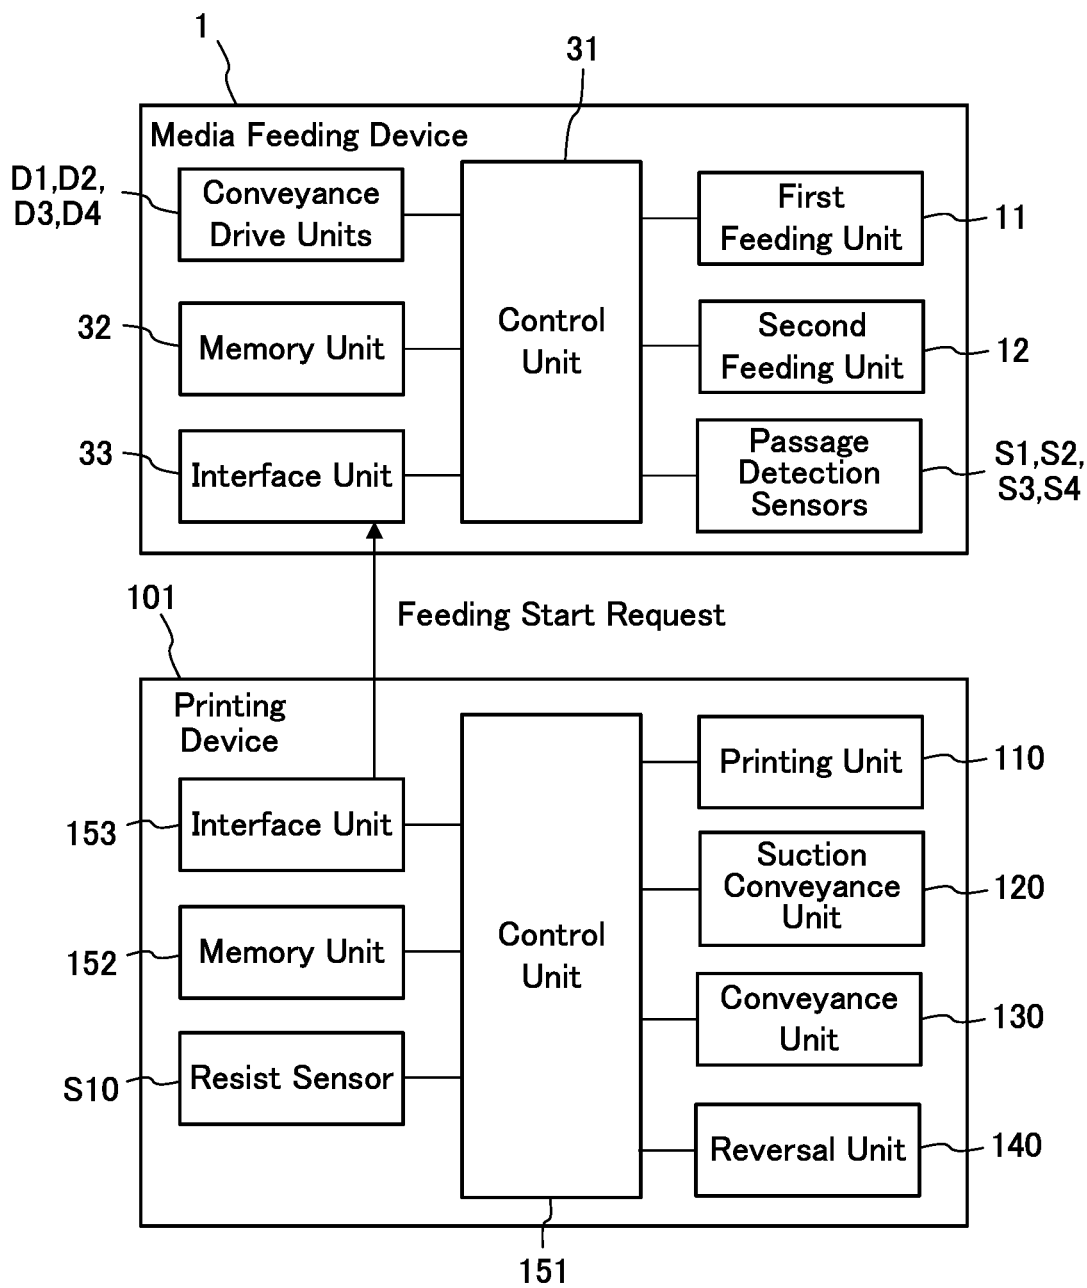 1
31
Media Feeding Device
D1,D2,
D3,D4
Conveyance
Drive Units
First
Feeding Unit
11
32
Memory Unit
Control
Unit
Second
Feeding Unit
12
33
Interface Unit
Passage
Detection
Sensors
S1,S2,
S3,S4
101
Feeding Start Request
Printing
Device
Printing Unit
110
153
Interface Unit
Suction
Conveyance
Unit
120
152
Memory Unit
Control
Unit
Conveyance
Unit
130
S10
Resist Sensor
Reversal Unit
140
151